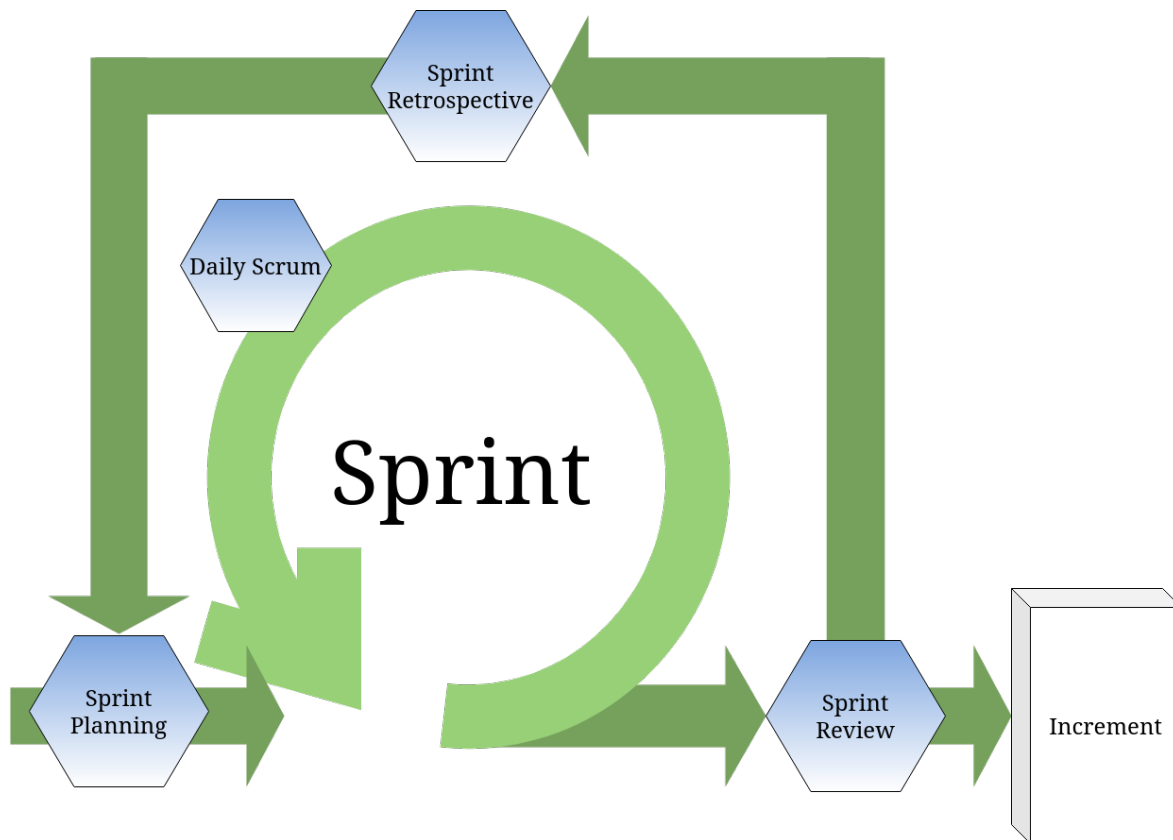 Sprint
Retrospective
Daily Scrum
Sprint
Sprint
Planning
Sprint
Review
Increment